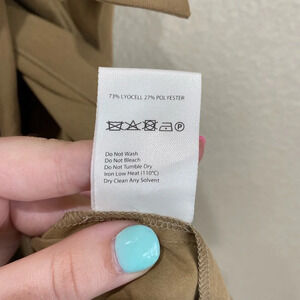 73% LYOCELL 27% POLYESTER
P
Do Not Wash
Do Not Bleach
Do Not Tumble Dry
Iron Low Heat (110°C)
Dry Clean Any Solvent